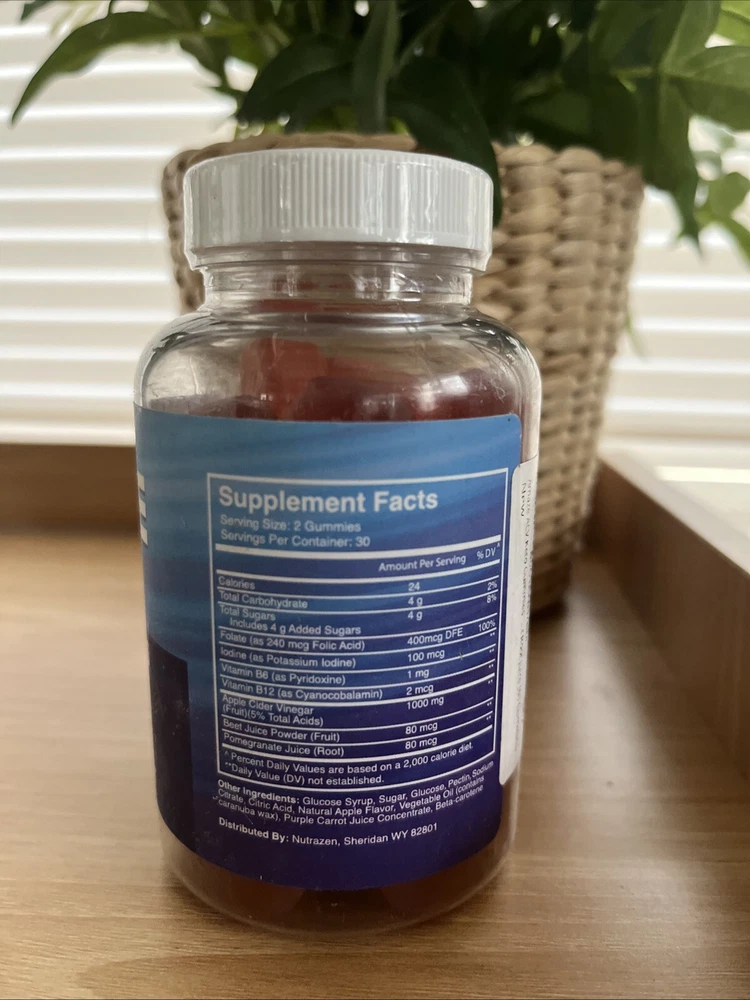 E
Supplement Facts
Serving Size: 2 Gummies
Servings Per Container: 30
Amount Per Serving % DV^
Calories 24 2%
Total Carbohydrate 4 g 8%
Total Sugars 4 g
Includes 4 g Added Sugars
Folate (as 240 mcg Folic Acid) 400mcg DFE 100%
Iodine (as Potassium Iodine) 100 mcg **
Vitamin B6 (as Pyridoxine) 1 mg **
Vitamin B12 (as Cyanocobalamin) 2 mcg **
Apple Cider Vinegar 1000 mg **
(Fruit)(5% Total Acids)
Beet Juice Powder (Fruit) 80 mcg **
Pomegranate Juice (Root) 80 mcg
^ Percent Daily Values are based on a 2,000 calorie diet.
**Daily Value (DV) not established.
Other Ingredients: Glucose Syrup, Sugar, Glucose, Pectin, Sodium
Citrate, Citric Acid, Natural Apple Flavor, Vegetable Oil (contains
caranuba wax), Purple Carrot Juice Concentrate, Beta-carotene
Distributed By: Nutrazen, Sheridan WY 82801